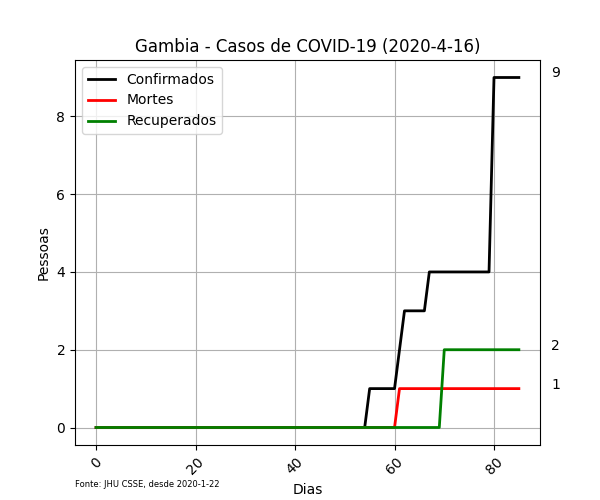 Gambia - Casos de COVID-19 (2020-4-16)
Confirmados
Mortes
Recuperados
9
8
6
4
2
2
1
0
Pessoas
0 20 40 60 80
Fonte: JHU CSSE, desde 2020-1-22
Dias